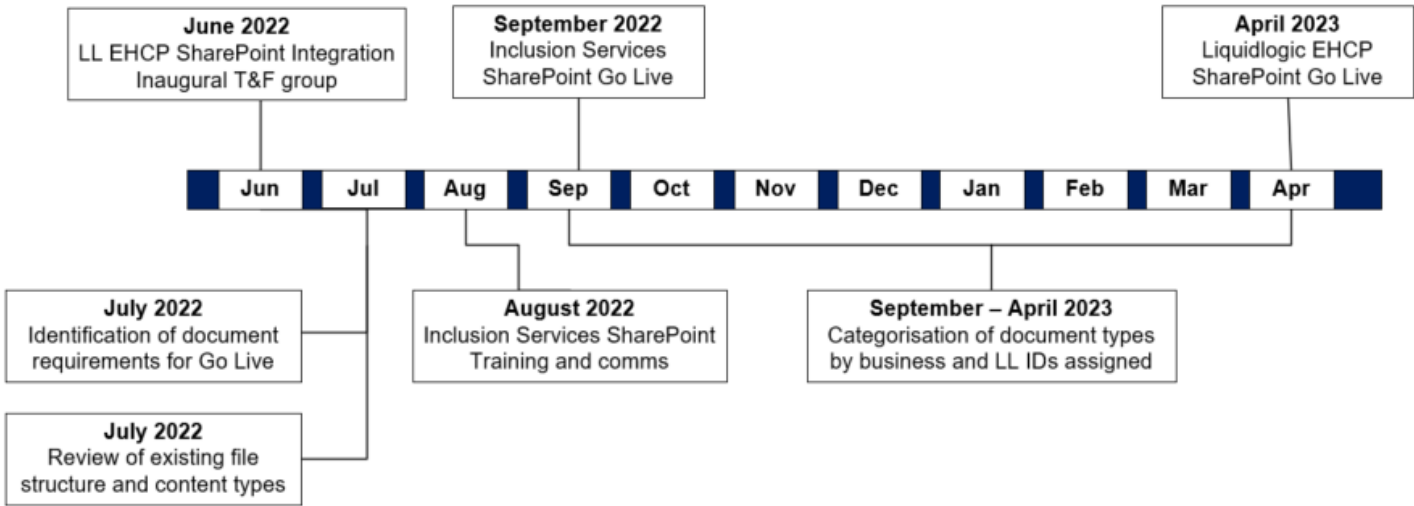 June 2022
LL EHCP SharePoint Integration
Inaugural T&F group
September 2022
Inclusion Services
SharePoint Go Live
April 2023
Liquidlogic EHCP
SharePoint Go Live
Jun Jul Aug Sep Oct Nov Dec Jan Feb Mar Apr
July 2022
Identification of document
requirements for Go Live
August 2022
Inclusion Services SharePoint
Training and comms
September – April 2023
Categorisation of document types
by business and LL IDs assigned
July 2022
Review of existing file
structure and content types